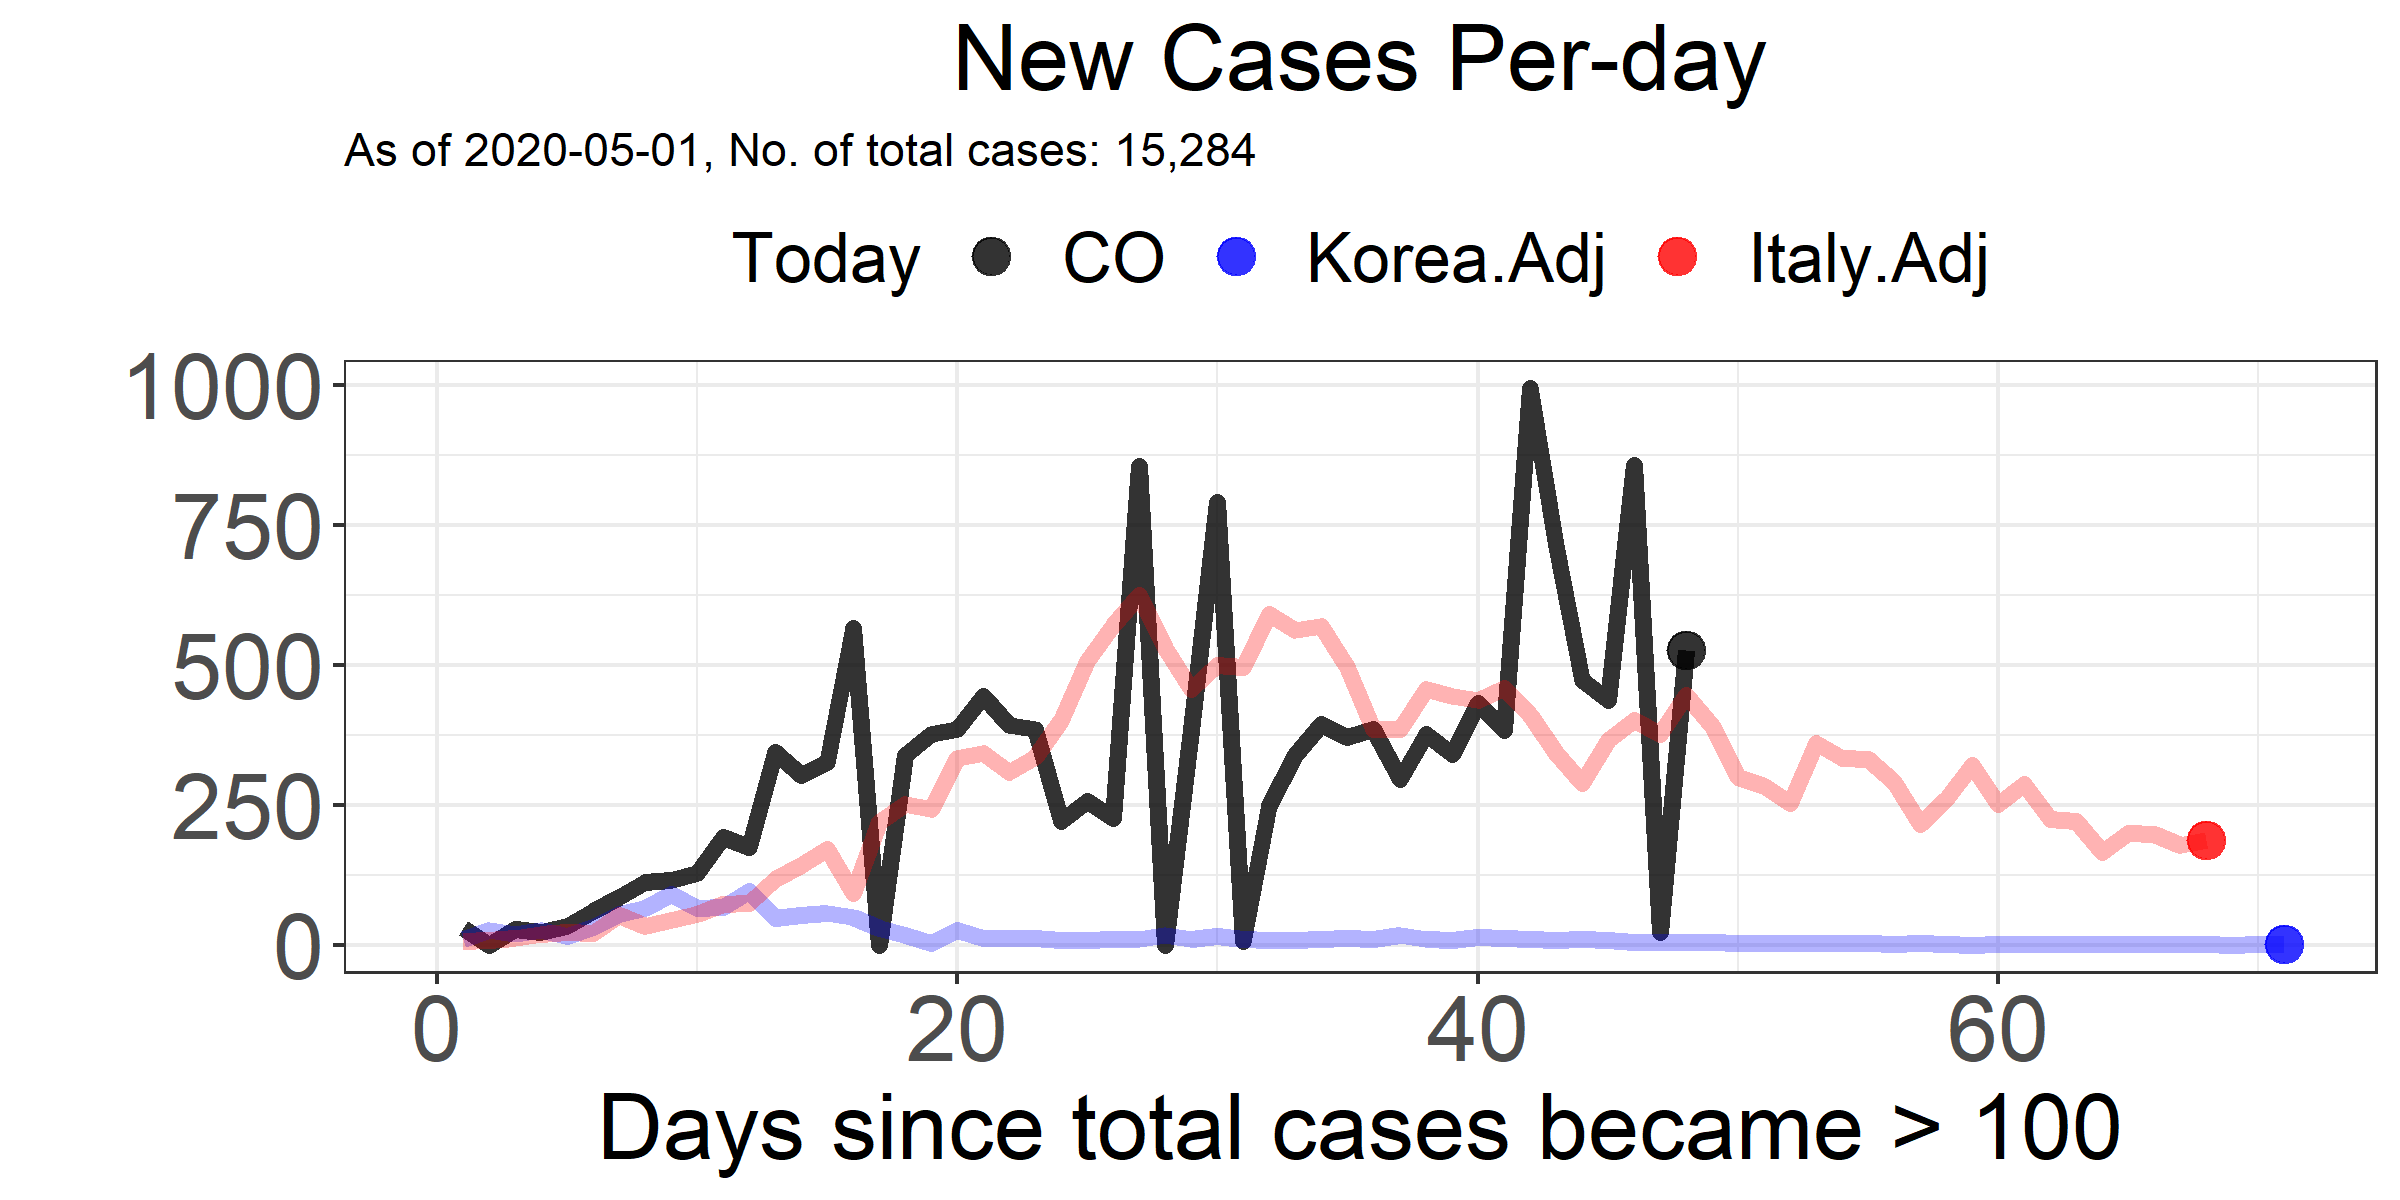 New Cases Per-day
As of 2020-05-01, No. of total cases: 15,284
Today CO Korea.Adj Italy.Adj
1000
750
500
250
0
0 20 40 60
Days since total cases became > 100